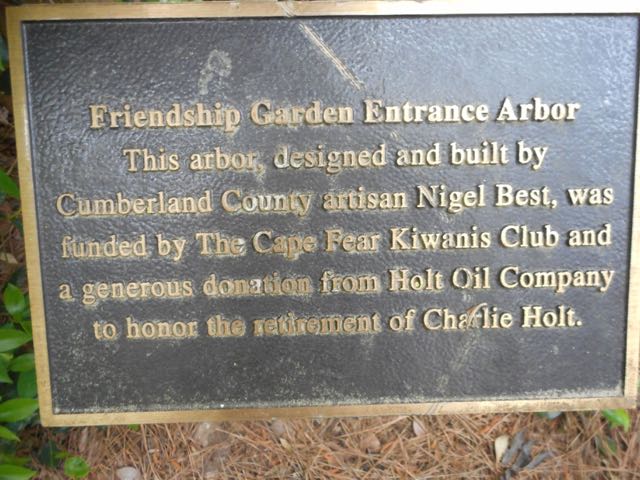 Friendship Garden Entrance Arbor
This arbor, designed and built by
Cumberland County artisan Nigel Best, was
funded by The Cape Fear Kiwanis Club and
a generous donation from Holt Oil Company
to honor the retirement of Charlie Holt.